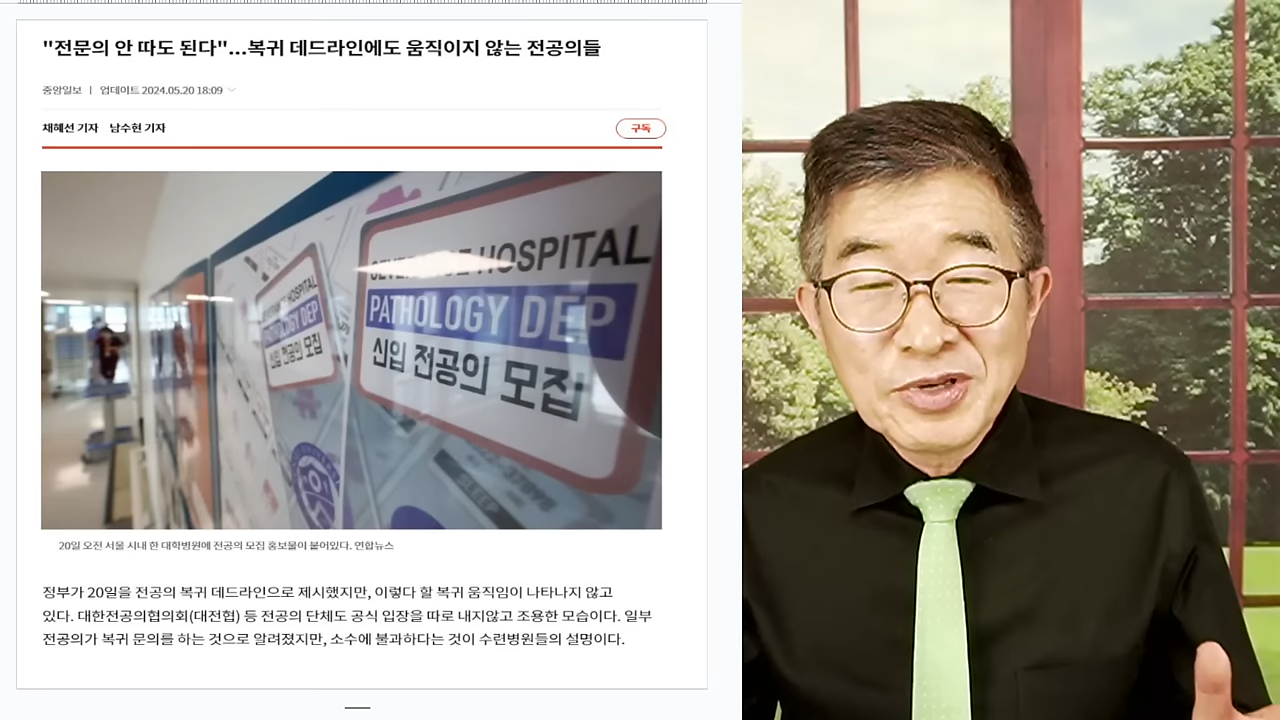 "전문의 안 따도 된다"...복귀 데드라인에도 움직이지 않는 전공의들
중앙일보 | 업데이트 2024.05.20 18:09
채혜선 기자 남수현 기자
구독
HOSPITAL
PATHOLOGY DEP
신입 전공의 모집
HOSPITAL
신입 전공의 모집
SLEEP
20일 오전 서울 시내 한 대학병원에 전공의 모집 홍보물이 붙어있다. 연합뉴스
정부가 20일을 전공의 복귀 데드라인으로 제시했지만, 이렇다 할 복귀 움직임이 나타나지 않고
있다. 대한전공의협의회(대전협) 등 전공의 단체도 공식 입장을 따로 내지않고 조용한 모습이다. 일부
전공의가 복귀 문의를 하는 것으로 알려졌지만, 소수에 불과하다는 것이 수련병원들의 설명이다.